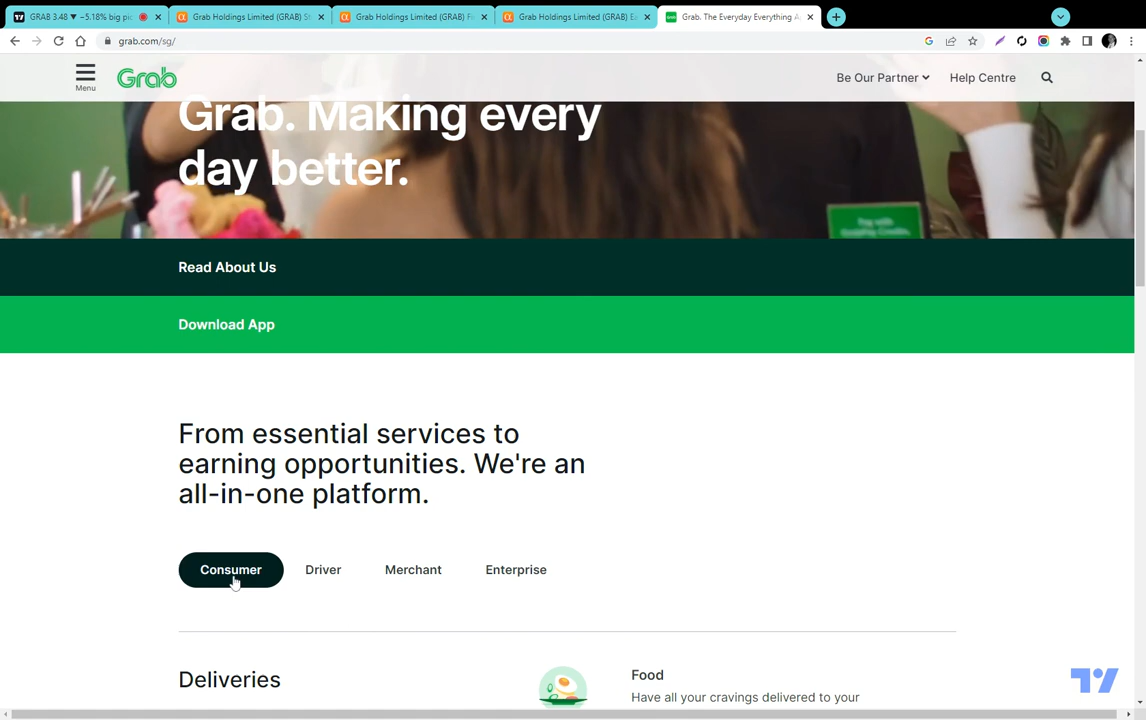 GRAB 3.48 ▼ −5.18% big pic
Grab Holdings Limited (GRAB) St
Grab Holdings Limited (GRAB) Fi
Grab Holdings Limited (GRAB) Ea
Grab. The Everyday Everything A
grab.com/sg/
Menu
Grab
Be Our Partner
Help Centre
Grab. Making every
day better.
Read About Us
Download App
From essential services to
earning opportunities. We're an
all-in-one platform.
Consumer
Driver
Merchant
Enterprise
Deliveries
Food
Have all your cravings delivered to your